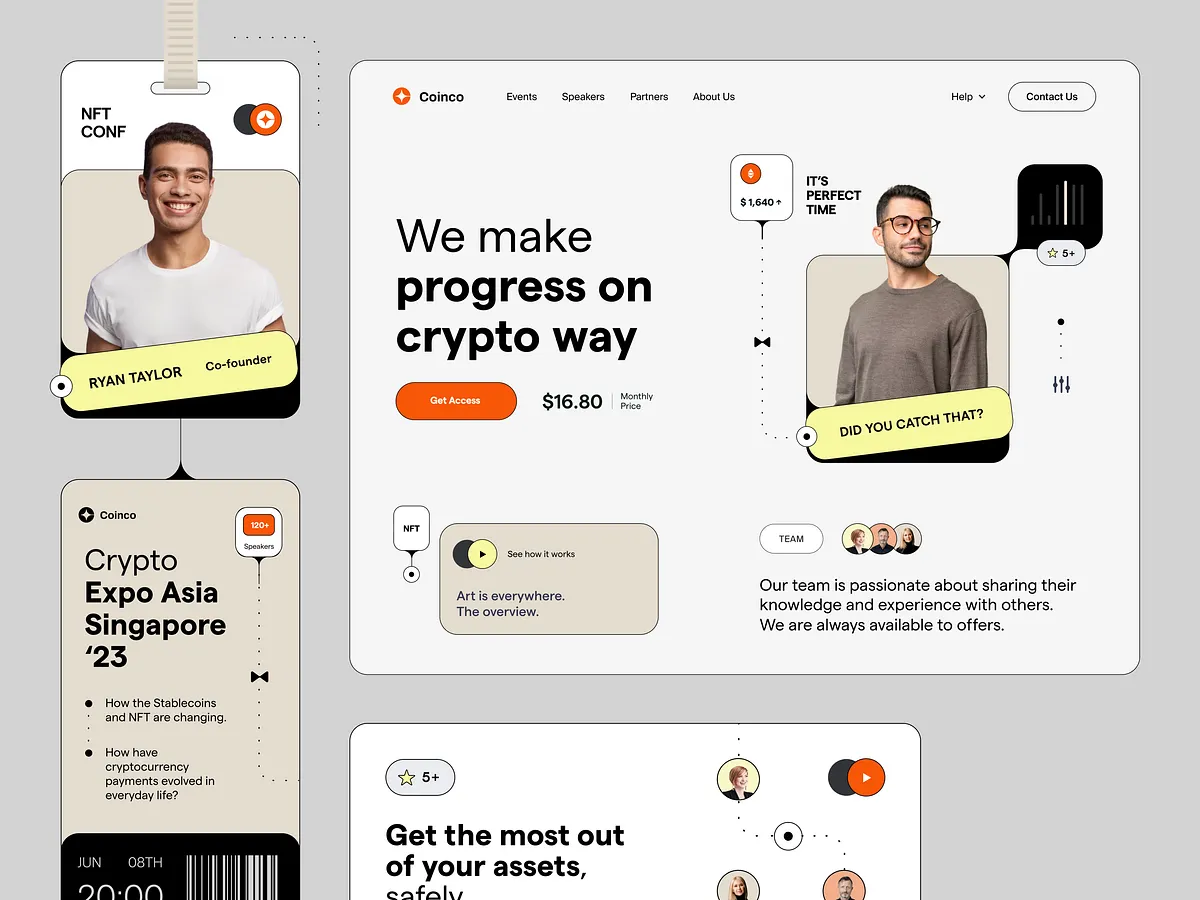 NFT
CONF
RYAN TAYLOR
Co-founder
Coinco
120+
Speakers
Crypto
Expo Asia
Singapore
‘23
How the Stablecoins
and NFT are changing.
How have
cryptocurrency
payments evolved in
everyday life?
JUN 08TH
20:00
Coinco
Events Speakers Partners About Us
Help
Contact Us
$ 1,640
IT’S
PERFECT
TIME
5+
We make
progress on
crypto way
Get Access
$16.80
Monthly
Price
DID YOU CATCH THAT?
NFT
See how it works
Art is everywhere.
The overview.
TEAM
Our team is passionate about sharing their
knowledge and experience with others.
We are always available to offers.
5+
Get the most out
of your assets,
safely